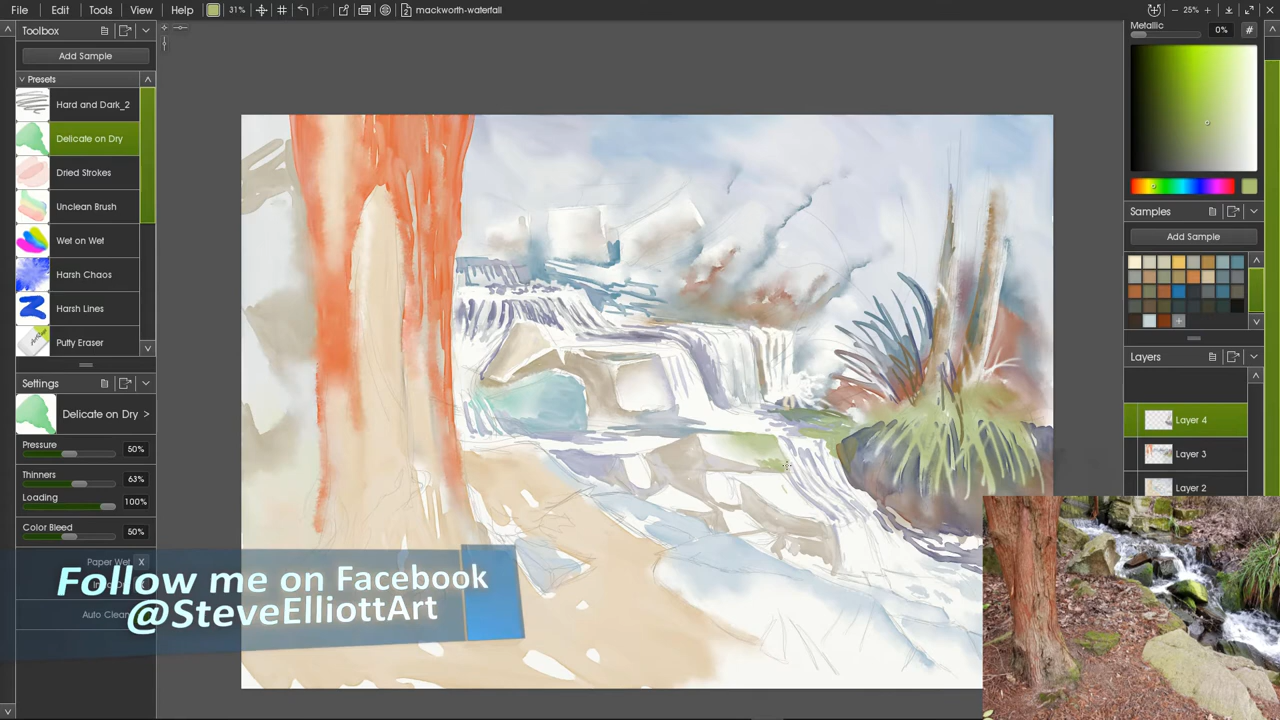 File Edit Tools View Help 31% mackworth-waterfall 25%
Toolbox
Add Sample
Presets
Hard and Dark_2
Delicate on Dry
Dried Strokes
Unclean Brush
Wet on Wet
Harsh Chaos
Harsh Lines
Putty Eraser
Settings
Delicate on Dry >
Pressure 50%
Thinners 63%
Loading 100%
Color Bleed 50%
Paper Wet X
Auto Clean
Follow me on Facebook
@SteveElliottArt
Metallic 0% #
Samples
Add Sample
Layers
Layer 4
Layer 3
Layer 2